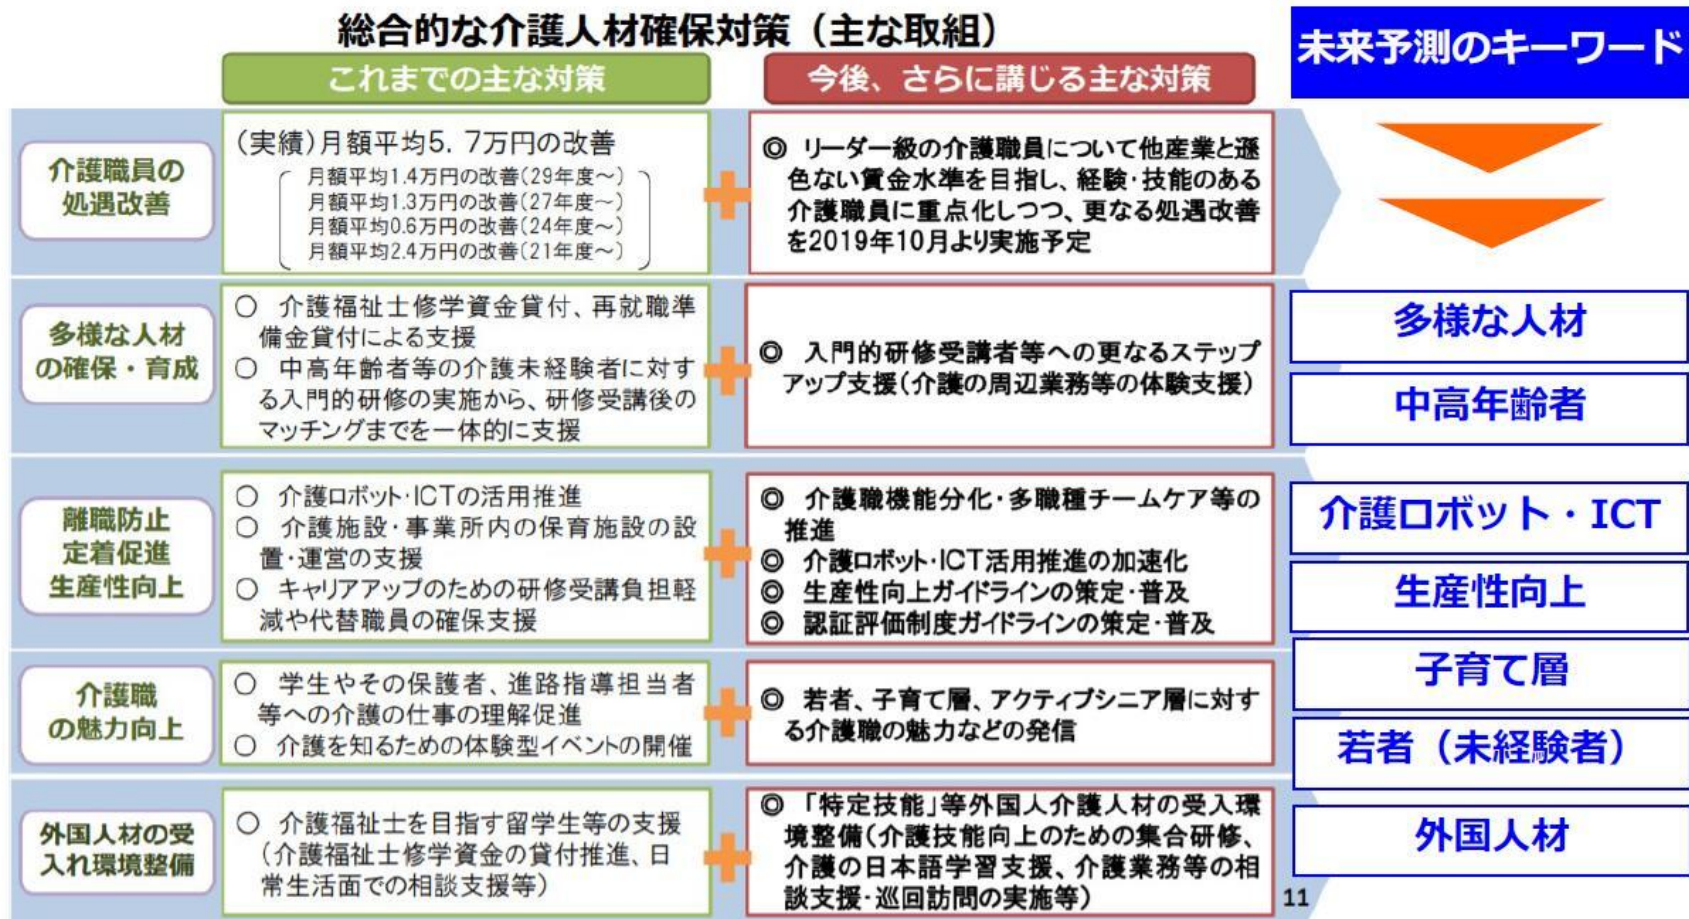 総合的な介護人材確保対策（主な取組）
未来予測のキーワード
これまでの主な対策
今後、さらに講じる主な対策
介護職員の
処遇改善
（実績）月額平均５．７万円の改善
月額平均1.4万円の改善（29年度～）
月額平均1.3万円の改善（27年度～）
月額平均0.6万円の改善（24年度～）
月額平均2.4万円の改善（21年度～）
◎ リーダー級の介護職員について他産業と遜
色ない賃金水準を目指し、経験・技能のある
介護職員に重点化しつつ、更なる処遇改善
を2019年10月より実施予定
多様な人材
の確保・育成
○ 介護福祉士修学資金貸付、再就職準
備金貸付による支援
○ 中高年齢者等の介護未経験者に対す
る入門的研修の実施から、研修受講後の
マッチングまでを一体的に支援
◎ 入門的研修受講者等への更なるステップ
アップ支援（介護の周辺業務等の体験支援）
多様な人材
中高年齢者
離職防止
定着促進
生産性向上
○ 介護ロボット・ICTの活用推進
○ 介護施設・事業所内の保育施設の設
置・運営の支援
○ キャリアアップのための研修受講負担軽
減や代替職員の確保支援
◎ 介護職機能分化・多職種チームケア等の
推進
◎ 介護ロボット・ICT活用推進の加速化
◎ 生産性向上ガイドラインの策定・普及
◎ 認証評価制度ガイドラインの策定・普及
介護ロボット・ICT
生産性向上
介護職
の魅力向上
○ 学生やその保護者、進路指導担当者
等への介護の仕事の理解促進
○ 介護を知るための体験型イベントの開催
◎ 若者、子育て層、アクティブシニア層に対す
る介護職の魅力などの発信
子育て層
若者（未経験者）
外国人材の受
入れ環境整備
○ 介護福祉士を目指す留学生等の支援
（介護福祉士修学資金の貸付推進、日
常生活面での相談支援等）
◎ 「特定技能」等外国人介護人材の受入環
境整備（介護技能向上のための集合研修、
介護の日本語学習支援、介護業務等の相
談支援・巡回訪問の実施等）
外国人材
11